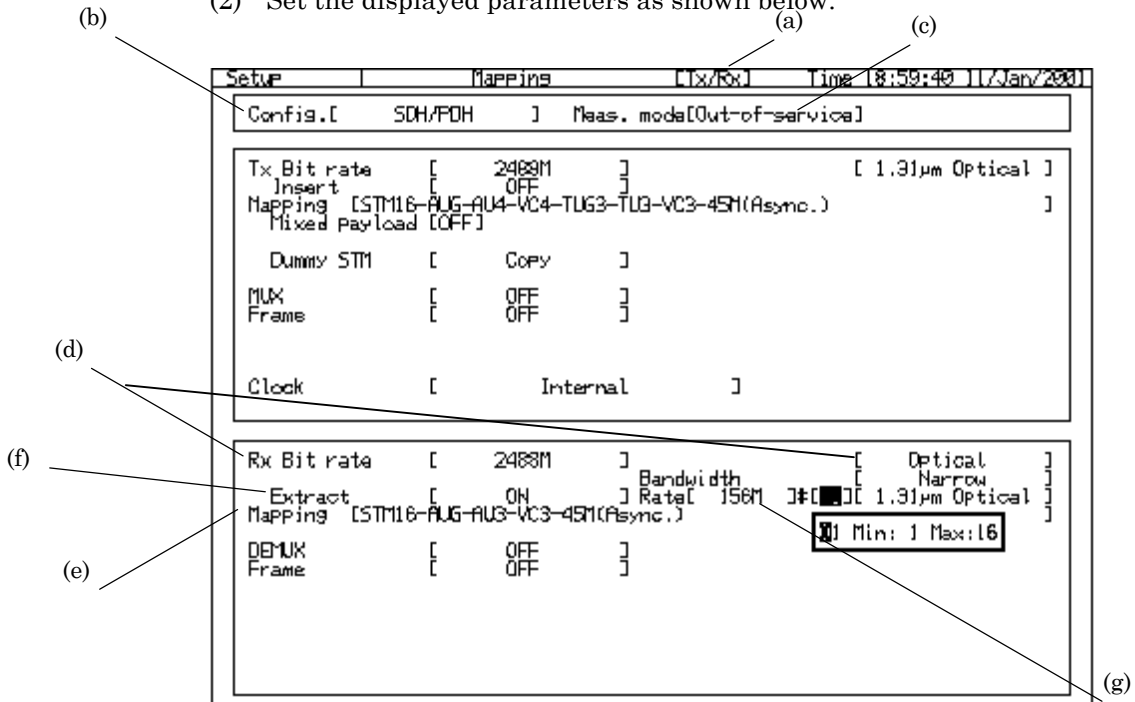 (2) Set the displayed parameters as shown below.
(b)
(a)
(c)
Setup Mapping [Tx/Rx] Time [8:59:40 ][7/Jan/2001]
Config.[ SDH/PDH ] Meas. mode[Out-of-service]
Tx Bit rate [ 2488M ] [ 1.31µm Optical ]
Insert [ OFF ]
Mapping [STM16-AUG-AU4-VC4-TUG3-TU3-VC3-45M(Async.) ]
Mixed Payload [OFF]
Dummy STM [ Copy ]
MUX [ OFF ]
Frame [ OFF ]
(d)
Clock [ Internal ]
(f)
Rx Bit rate [ 2488M ] [ Optical ]
Bandwidth [ Narrow ]
Extract [ ON ] Rate[ 156M ]#[ ][ 1.31µm Optical ]
Mapping [STM16-AUG-AU3-VC3-45M(Async.) ]
01 Min: 1 Max:16
DEMUX [ OFF ]
Frame [ OFF ]
(e)
(g)